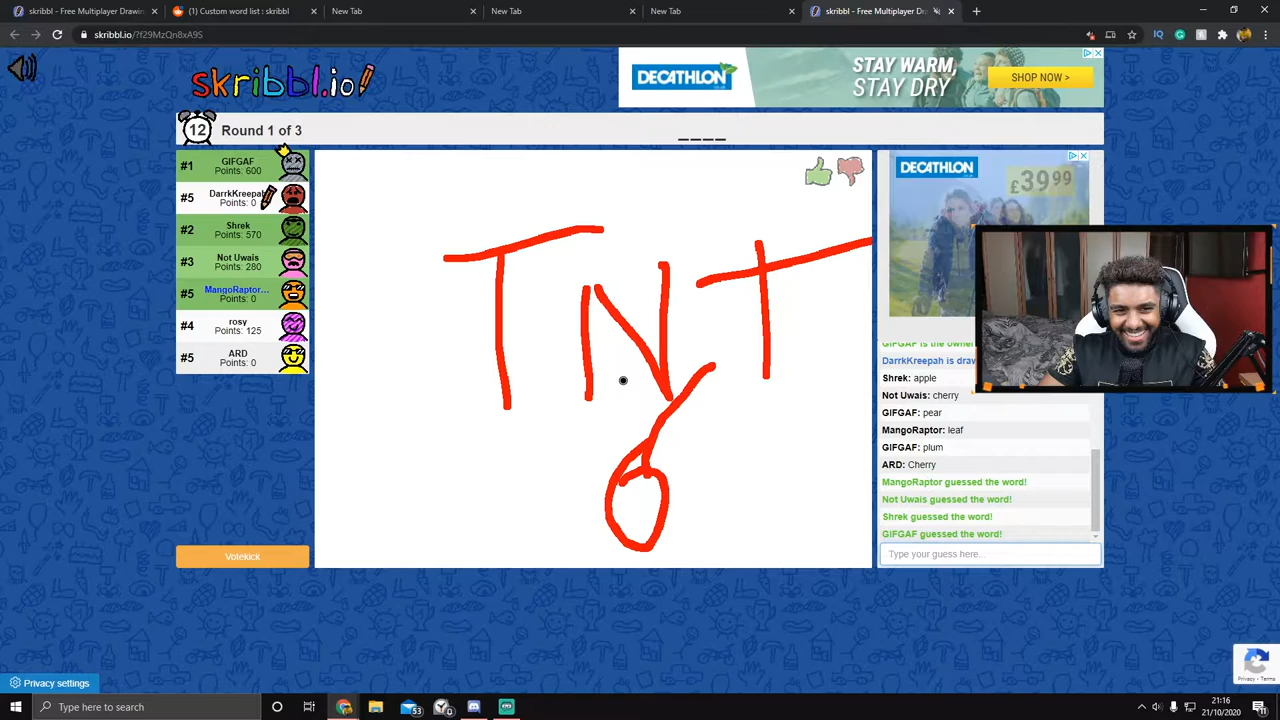 skribbl - Free Multiplayer Drawin
(1) Custom word list : skribbl
New Tab
New Tab
New Tab
skribbl - Free Multiplayer Dr
skribbl.io/?f29MzQn8xA9S
skribbl.io
DECATHLON
STAY WARM,
STAY DRY
SHOP NOW >
12
Round 1 of 3
____
#1
GIFGAF
Points: 600
#5
DarrkKreepah
Points: 0
#2
Shrek
Points: 570
#3
Not Uwais
Points: 280
#5
MangoRaptor...
Points: 0
#4
rosy
Points: 125
#5
ARD
Points: 0
Votekick
TNT
DECATHLON
£39.99
GIFGAF is the owner
DarrkKreepah is draw
Shrek: apple
Not Uwais: cherry
GIFGAF: pear
MangoRaptor: leaf
GIFGAF: plum
ARD: Cherry
MangoRaptor guessed the word!
Not Uwais guessed the word!
Shrek guessed the word!
GIFGAF guessed the word!
Type your guess here...
Privacy - Terms
Privacy settings
Type here to search
53
21:16
21/10/2020